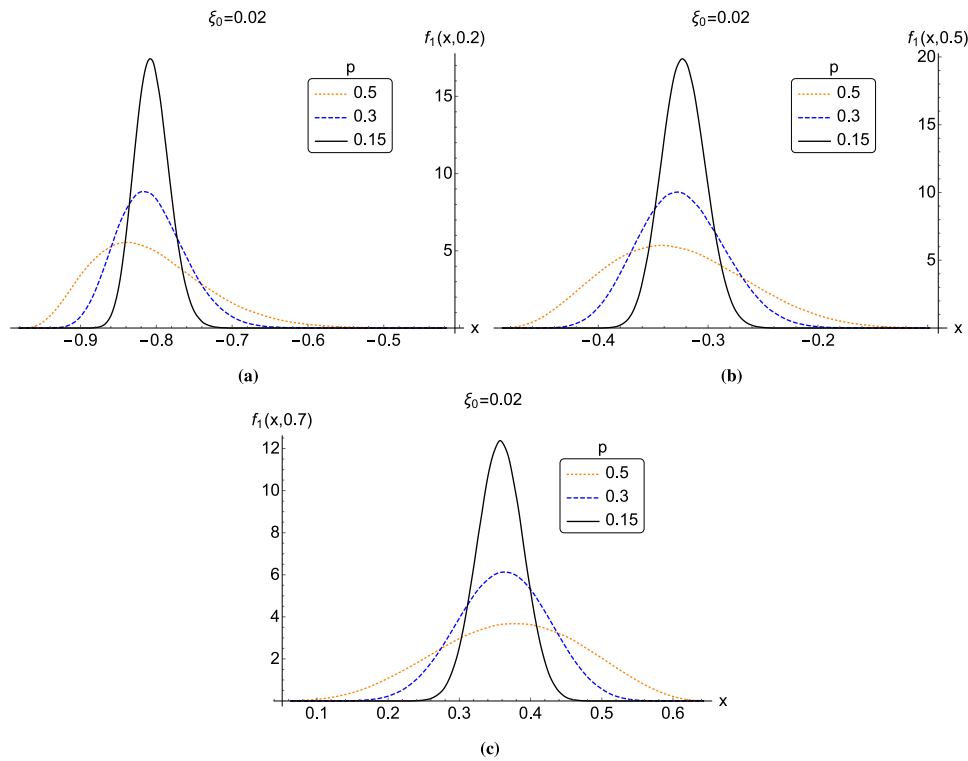 ξ₀=0.02
f₁(x,0.2)
15
10
5
p
0.5
0.3
0.15
−0.9 −0.8 −0.7 −0.6 −0.5 x
(a)
ξ₀=0.02
f₁(x,0.5)
20
15
10
5
p
0.5
0.3
0.15
−0.4 −0.3 −0.2 x
(b)
ξ₀=0.02
f₁(x,0.7)
12
10
8
6
4
2
p
0.5
0.3
0.15
0.1 0.2 0.3 0.4 0.5 0.6 x
(c)